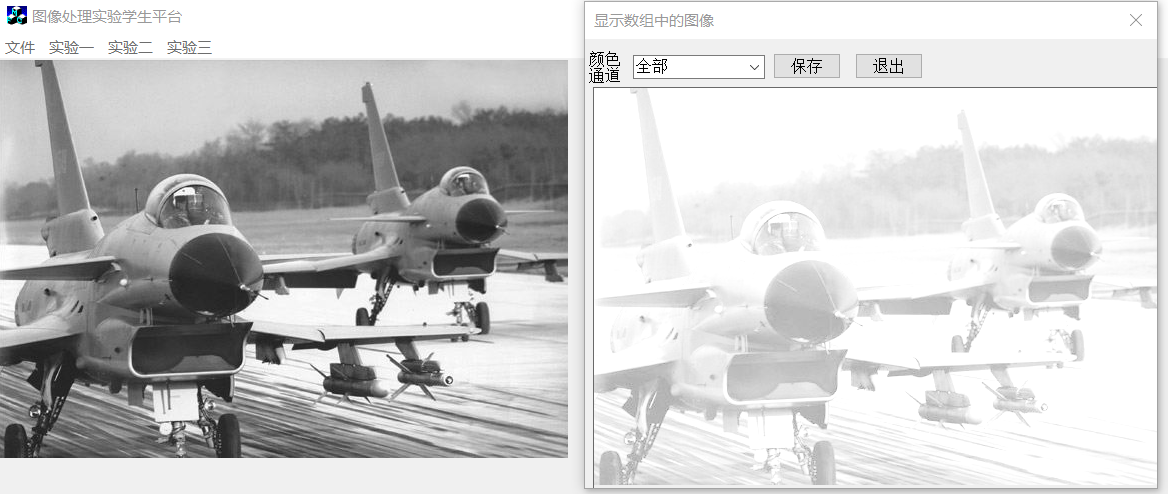 图像处理实验学生平台
文件 实验一 实验二 实验三
显示数组中的图像
颜色
通道
全部
保存
退出